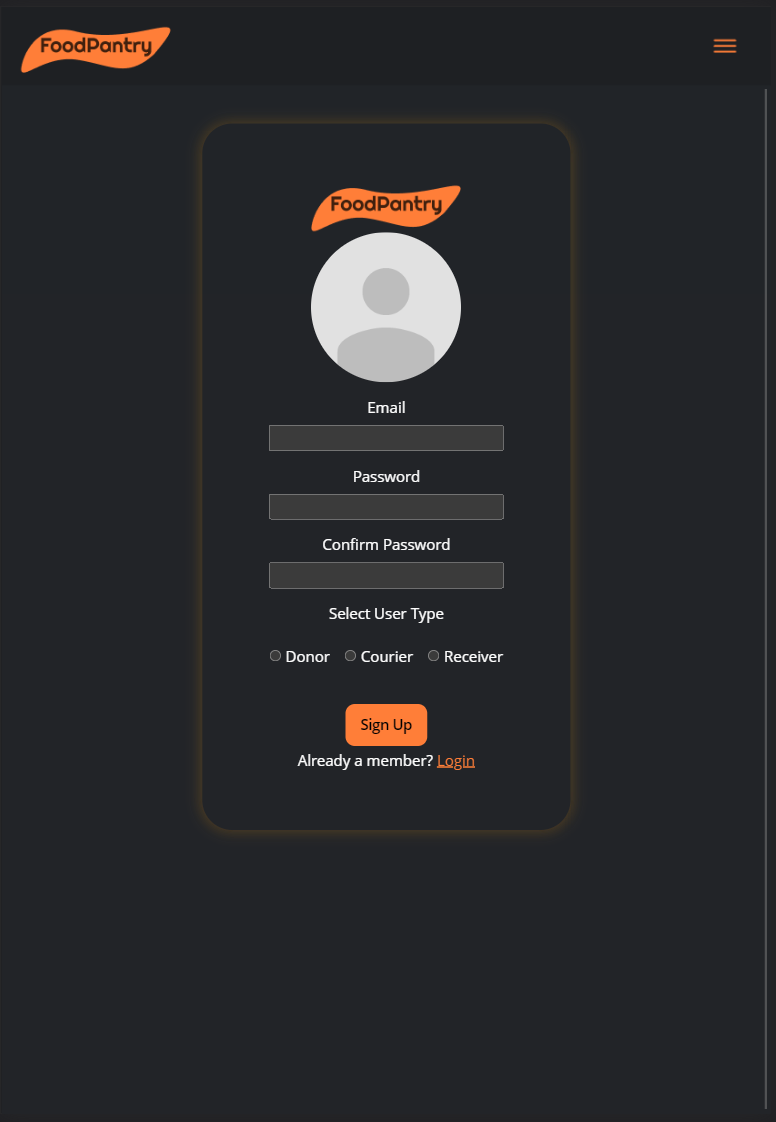 FoodPantry
FoodPantry
Email
Password
Confirm Password
Select User Type
Donor Courier Receiver
Sign Up
Already a member? Login